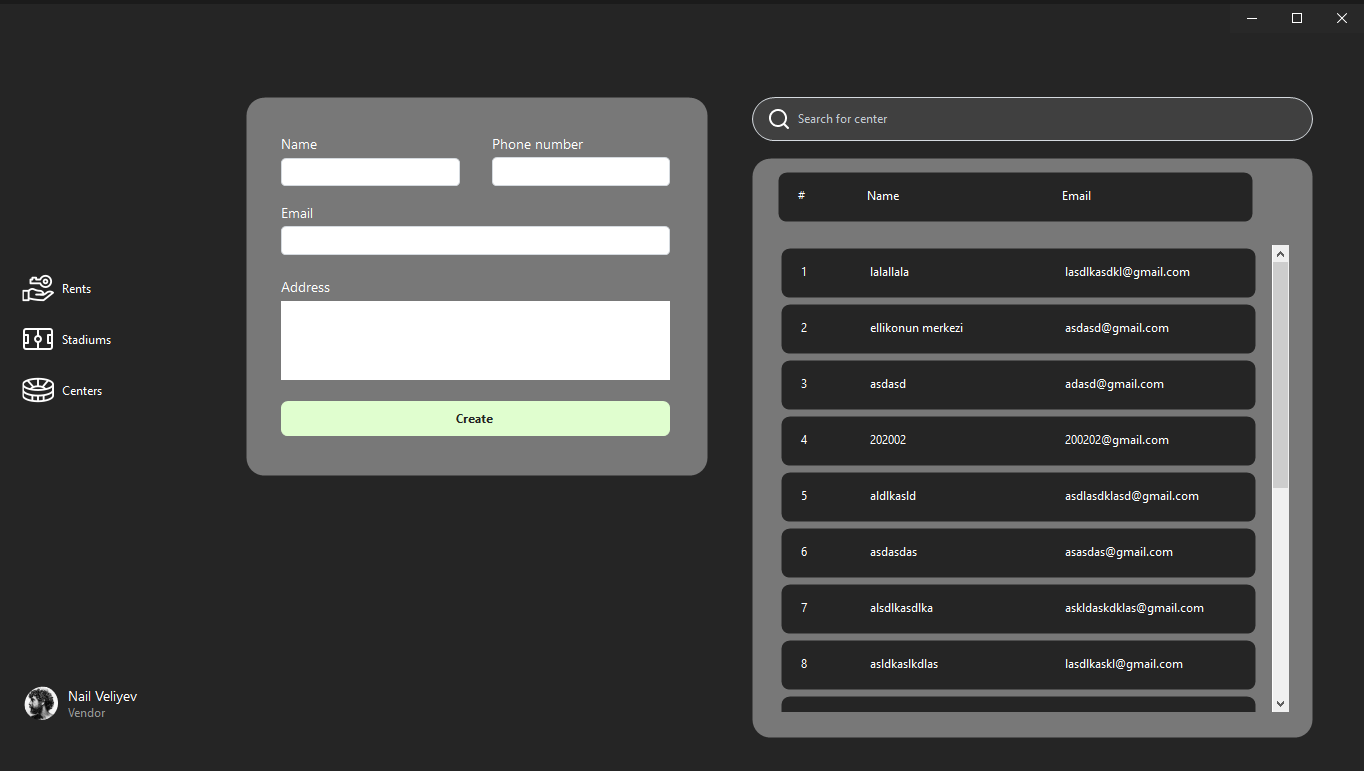 Rents
Stadiums
Centers
Nail Veliyev
Vendor
Name
Phone number
Email
Address
Create
Search for center
# Name Email
1 lalallala lasdlkasdkl@gmail.com
2 ellikonun merkezi asdasd@gmail.com
3 asdasd adasd@gmail.com
4 202002 200202@gmail.com
5 aldlkasld asdlasdklasd@gmail.com
6 asdasdas asasdas@gmail.com
7 alsdlkasdlka askldaskdklas@gmail.com
8 asldkaslkdlas lasdlkaskl@gmail.com